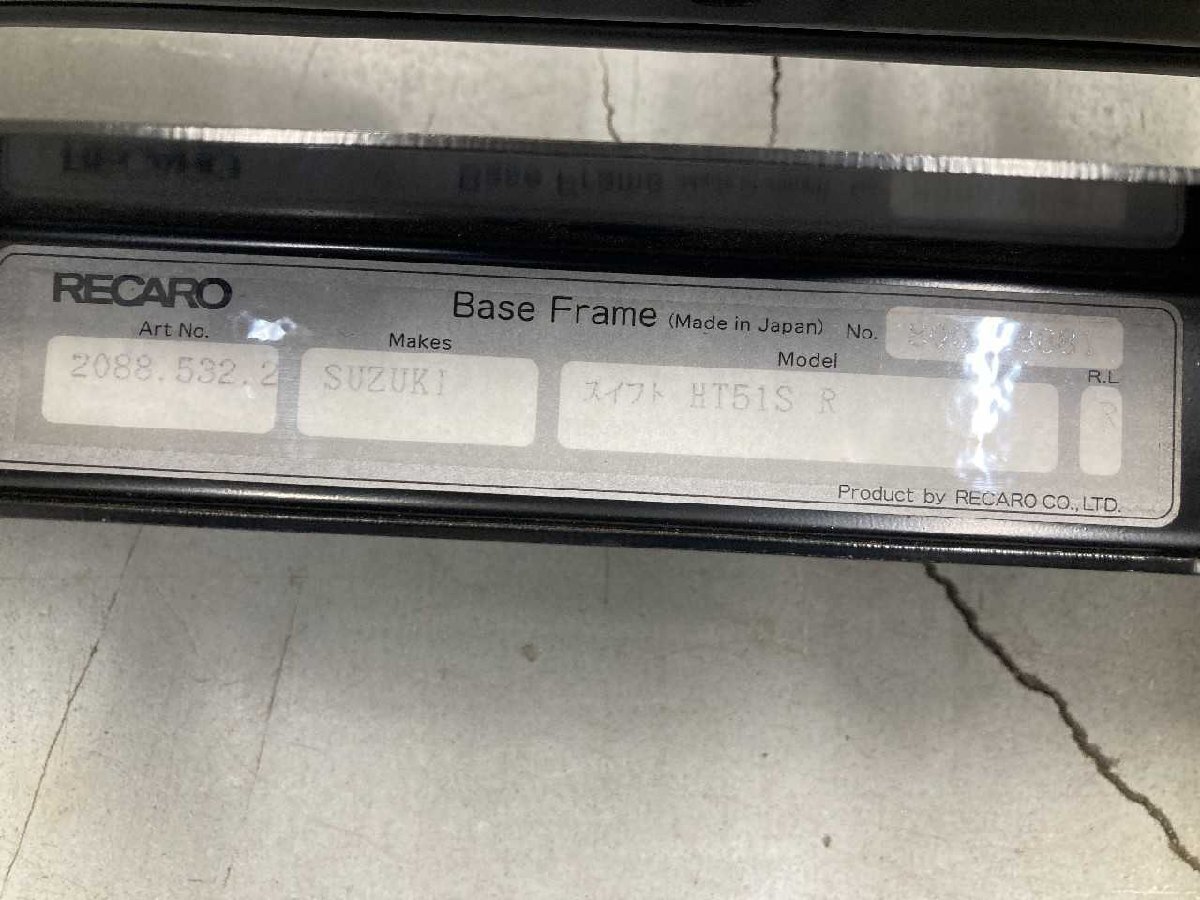 RECARO
Base Frame (Made in Japan) No.
Art No. Makes Model R.L
2088.532.2 SUZUKI スイフト HT51S R R
Product by RECARO CO., LTD.